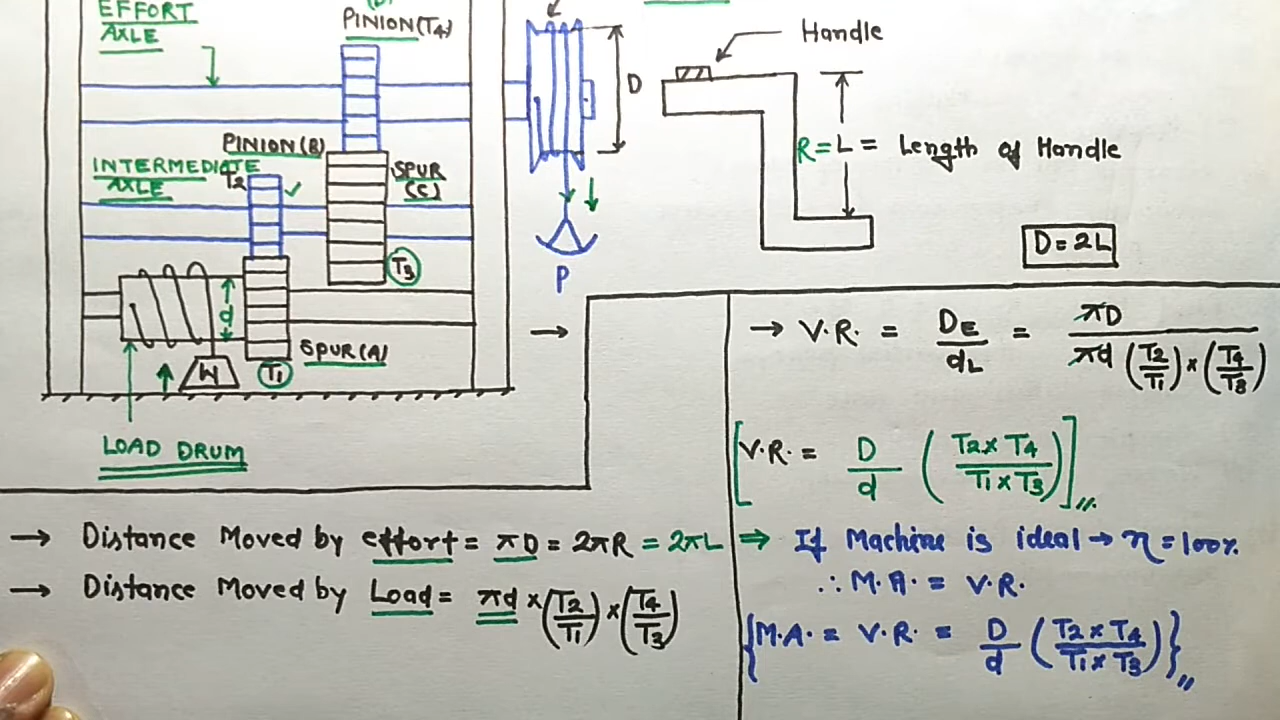 EFFORT
AXLE
PINION (T4)
D
Handle
R = L = Length of Handle
D = 2L
PINION (B)
INTERMEDIATE
AXLE
T2
SPUR
(C)
T3
P
d
W
SPUR (A)
T1
LOAD DRUM
→ Distance Moved by effort = πD = 2πR = 2πL
→ Distance Moved by Load = πd × (T2/T1) × (T4/T3)
→ V.R. = DE/dL = πD / πd (T2/T1) × (T4/T3)
[V.R. = D/d (T2 × T4 / T1 × T3)]
⇒ If Machine is ideal → η = 100%
∴ M.A. = V.R.
{M.A. = V.R. = D/d (T2 × T4 / T1 × T3)}